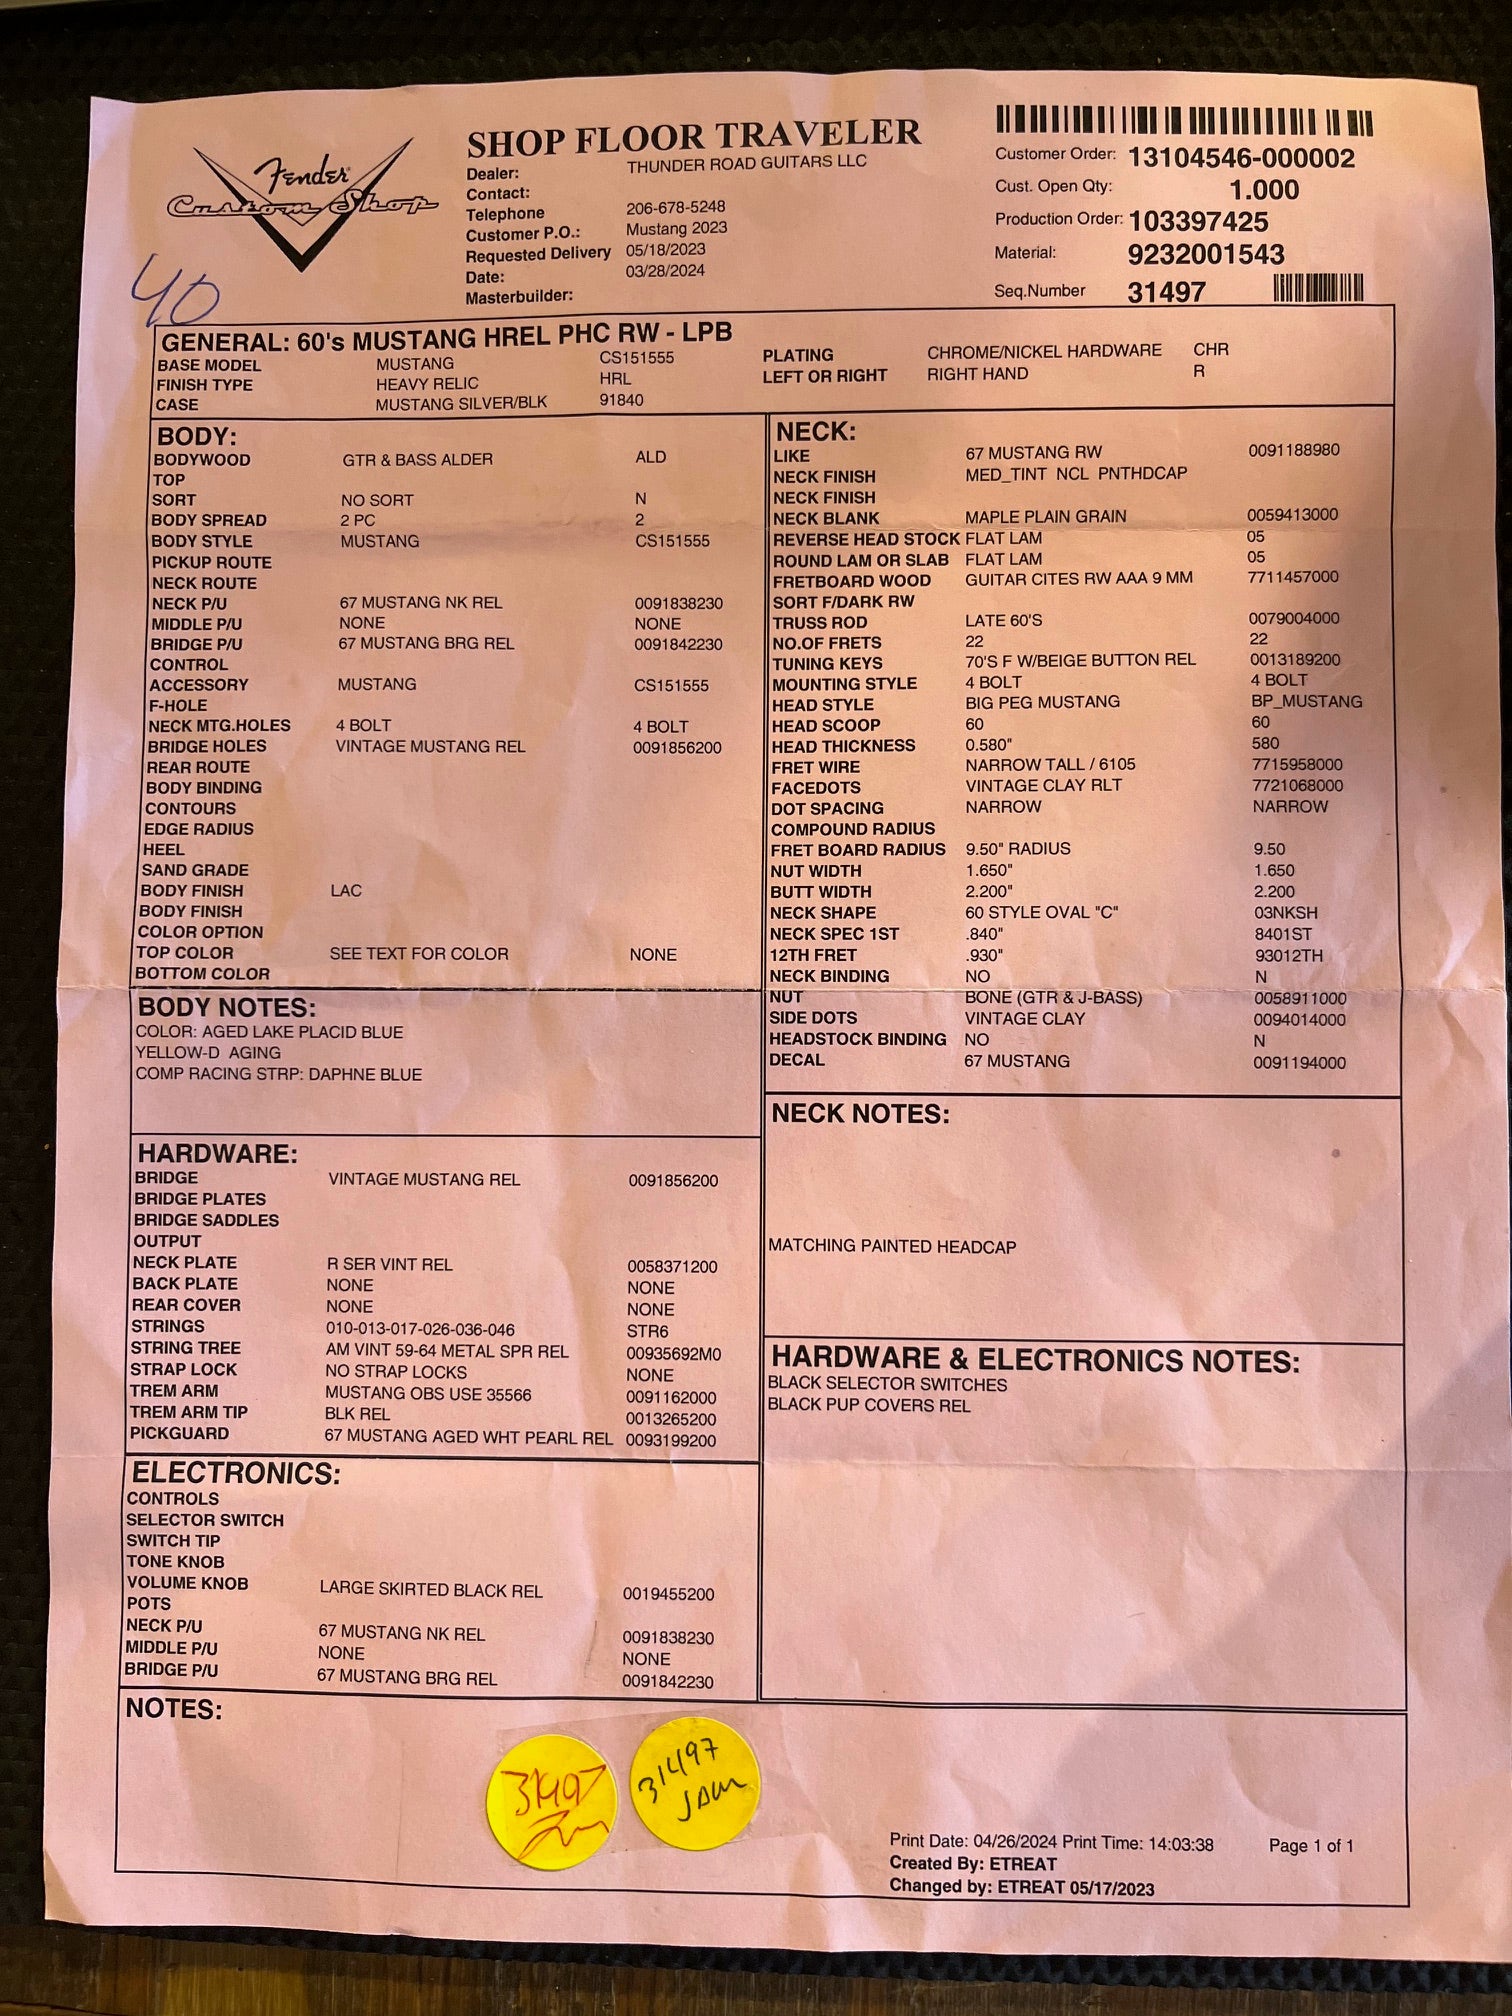 Fender
Custom Shop
40
SHOP FLOOR TRAVELER
Dealer: THUNDER ROAD GUITARS LLC
Contact:
Telephone 206-678-5248
Customer P.O.: Mustang 2023
Requested Delivery 05/18/2023
Date: 03/28/2024
Masterbuilder:
Customer Order: 13104546-000002
Cust. Open Qty: 1.000
Production Order: 103397425
Material: 9232001543
Seq.Number 31497
GENERAL: 60's MUSTANG HREL PHC RW - LPB
BASE MODEL MUSTANG CS151555
FINISH TYPE HEAVY RELIC HRL
CASE MUSTANG SILVER/BLK 91840
PLATING CHROME/NICKEL HARDWARE CHR
LEFT OR RIGHT RIGHT HAND R
BODY:
BODYWOOD GTR & BASS ALDER ALD
TOP
SORT NO SORT N
BODY SPREAD 2 PC 2
BODY STYLE MUSTANG CS151555
PICKUP ROUTE
NECK ROUTE
NECK P/U 67 MUSTANG NK REL 0091838230
MIDDLE P/U NONE NONE
BRIDGE P/U 67 MUSTANG BRG REL 0091842230
CONTROL
ACCESSORY MUSTANG CS151555
F-HOLE
NECK MTG.HOLES 4 BOLT 4 BOLT
BRIDGE HOLES VINTAGE MUSTANG REL 0091856200
REAR ROUTE
BODY BINDING
CONTOURS
EDGE RADIUS
HEEL
SAND GRADE
BODY FINISH LAC
BODY FINISH
COLOR OPTION
TOP COLOR SEE TEXT FOR COLOR NONE
BOTTOM COLOR
BODY NOTES:
COLOR: AGED LAKE PLACID BLUE
YELLOW-D AGING
COMP RACING STRP: DAPHNE BLUE
HARDWARE:
BRIDGE VINTAGE MUSTANG REL 0091856200
BRIDGE PLATES
BRIDGE SADDLES
OUTPUT
NECK PLATE R SER VINT REL 0058371200
BACK PLATE NONE NONE
REAR COVER NONE NONE
STRINGS 010-013-017-026-036-046 STR6
STRING TREE AM VINT 59-64 METAL SPR REL 00935692M0
STRAP LOCK NO STRAP LOCKS NONE
TREM ARM MUSTANG OBS USE 35566 0091162000
TREM ARM TIP BLK REL 0013265200
PICKGUARD 67 MUSTANG AGED WHT PEARL REL 0093199200
ELECTRONICS:
CONTROLS
SELECTOR SWITCH
SWITCH TIP
TONE KNOB
VOLUME KNOB LARGE SKIRTED BLACK REL 0019455200
POTS
NECK P/U 67 MUSTANG NK REL 0091838230
MIDDLE P/U NONE NONE
BRIDGE P/U 67 MUSTANG BRG REL 0091842230
NECK:
LIKE 67 MUSTANG RW 0091188980
NECK FINISH MED_TINT NCL PNTHDCAP
NECK FINISH
NECK BLANK MAPLE PLAIN GRAIN 0059413000
REVERSE HEAD STOCK FLAT LAM 05
ROUND LAM OR SLAB FLAT LAM 05
FRETBOARD WOOD GUITAR CITES RW AAA 9 MM 7711457000
SORT F/DARK RW
TRUSS ROD LATE 60'S 0079004000
NO.OF FRETS 22 22
TUNING KEYS 70'S F W/BEIGE BUTTON REL 0013189200
MOUNTING STYLE 4 BOLT 4 BOLT
HEAD STYLE BIG PEG MUSTANG BP_MUSTANG
HEAD SCOOP 60 60
HEAD THICKNESS 0.580" 580
FRET WIRE NARROW TALL / 6105 7715958000
FACEDOTS VINTAGE CLAY RLT 7721068000
DOT SPACING NARROW NARROW
COMPOUND RADIUS
FRET BOARD RADIUS 9.50" RADIUS 9.50
NUT WIDTH 1.650" 1.650
BUTT WIDTH 2.200" 2.200
NECK SHAPE 60 STYLE OVAL "C" 03NKSH
NECK SPEC 1ST .840" 8401ST
12TH FRET .930" 93012TH
NECK BINDING NO N
NUT BONE (GTR & J-BASS) 0058911000
SIDE DOTS VINTAGE CLAY 0094014000
HEADSTOCK BINDING NO N
DECAL 67 MUSTANG 0091194000
NECK NOTES:
MATCHING PAINTED HEADCAP
HARDWARE & ELECTRONICS NOTES:
BLACK SELECTOR SWITCHES
BLACK PUP COVERS REL
NOTES:
31497
31497
Print Date: 04/26/2024 Print Time: 14:03:38 Page 1 of 1
Created By: ETREAT
Changed by: ETREAT 05/17/2023